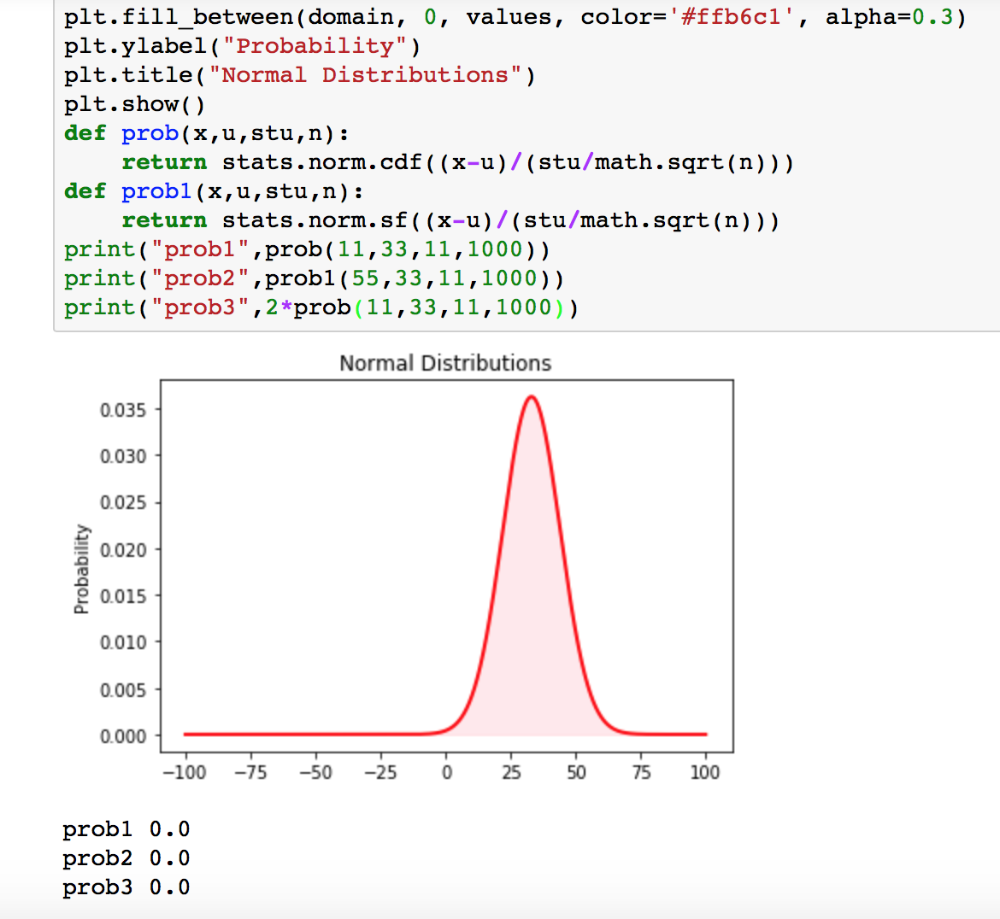 plt.fill_between(domain, 0, values, color='#ffb6c1', alpha=0.3)
plt.ylabel("Probability")
plt.title("Normal Distributions")
plt.show()
def prob(x,u,stu,n):
    return stats.norm.cdf((x-u)/(stu/math.sqrt(n)))
def prob1(x,u,stu,n):
    return stats.norm.sf((x-u)/(stu/math.sqrt(n)))
print("prob1",prob(11,33,11,1000))
print("prob2",prob1(55,33,11,1000))
print("prob3",2*prob(11,33,11,1000))
Normal Distributions
0.035
0.030
0.025
0.020
0.015
0.010
0.005
0.000
Probability
−100 −75 −50 −25 0 25 50 75 100
prob1 0.0
prob2 0.0
prob3 0.0